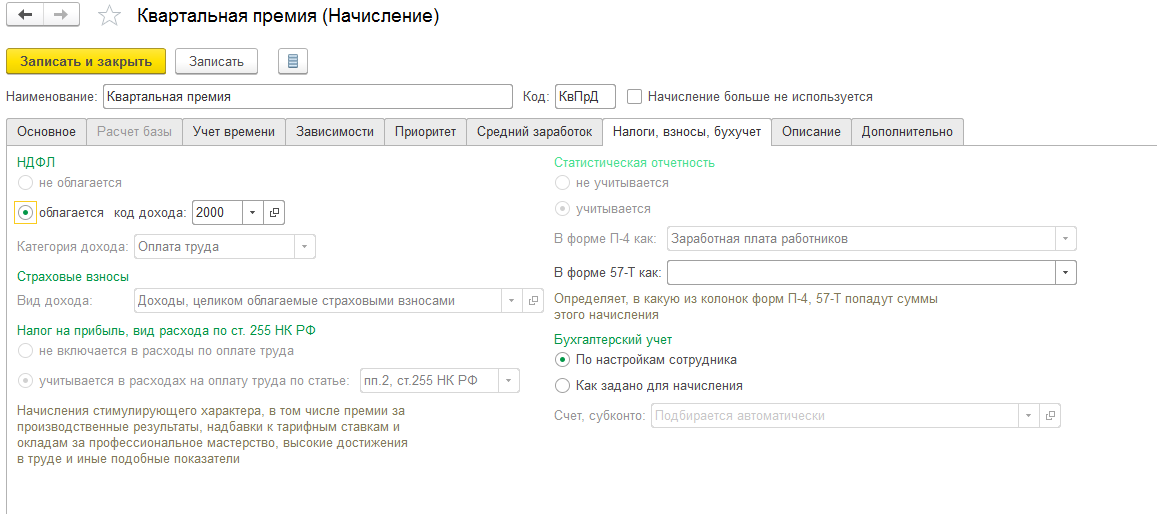 Квартальная премия (Начисление)
Записать и закрыть Записать
Наименование: Квартальная премия Код: КвПрД Начисление больше не используется
Основное Расчет базы Учет времени Зависимости Приоритет Средний заработок Налоги, взносы, бухучет Описание Дополнительно
НДФЛ
не облагается
облагается код дохода: 2000
Категория дохода: Оплата труда
Страховые взносы
Вид дохода: Доходы, целиком облагаемые страховыми взносами
Налог на прибыль, вид расхода по ст. 255 НК РФ
не включается в расходы по оплате труда
учитывается в расходах на оплату труда по статье: пп.2, ст.255 НК РФ
Начисления стимулирующего характера, в том числе премии за
производственные результаты, надбавки к тарифным ставкам и
окладам за профессиональное мастерство, высокие достижения
в труде и иные подобные показатели
Статистическая отчетность
не учитывается
учитывается
В форме П-4 как: Заработная плата работников
В форме 57-Т как:
Определяет, в какую из колонок форм П-4, 57-Т попадут суммы
этого начисления
Бухгалтерский учет
По настройкам сотрудника
Как задано для начисления
Счет, субконто: Подбирается автоматически